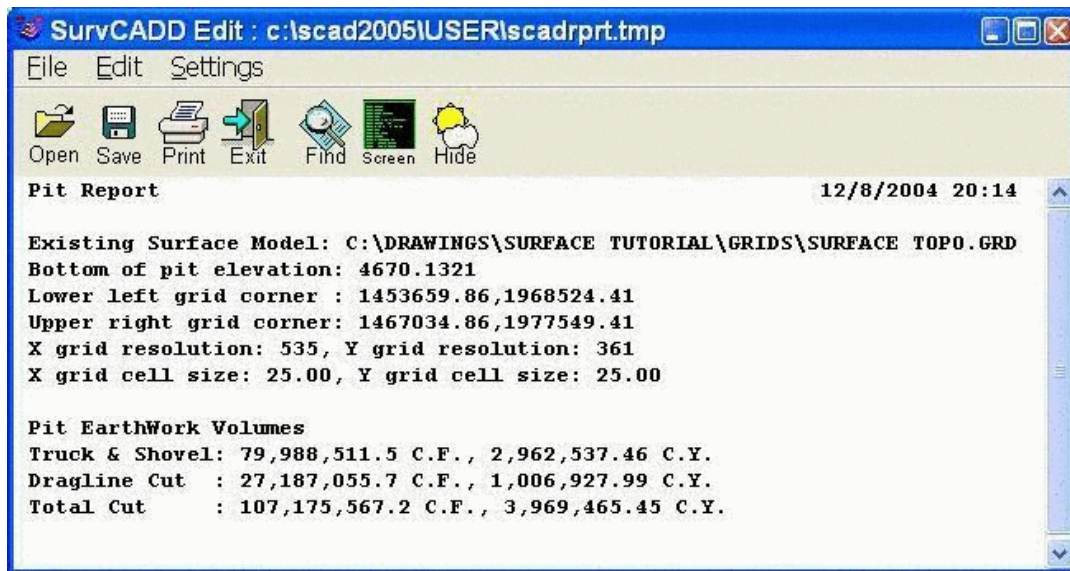 SurvCADD Edit : c:\scad2005\USER\scadrprt.tmp
File Edit Settings
Open Save Print Exit Find Screen Hide
Pit Report 12/8/2004 20:14
Existing Surface Model: C:\DRAWINGS\SURFACE TUTORIAL\GRIDS\SURFACE TOPO.GRD
Bottom of pit elevation: 4670.1321
Lower left grid corner : 1453659.86,1968524.41
Upper right grid corner: 1467034.86,1977549.41
X grid resolution: 535, Y grid resolution: 361
X grid cell size: 25.00, Y grid cell size: 25.00
Pit EarthWork Volumes
Truck & Shovel: 79,988,511.5 C.F., 2,962,537.46 C.Y.
Dragline Cut : 27,187,055.7 C.F., 1,006,927.99 C.Y.
Total Cut : 107,175,567.2 C.F., 3,969,465.45 C.Y.